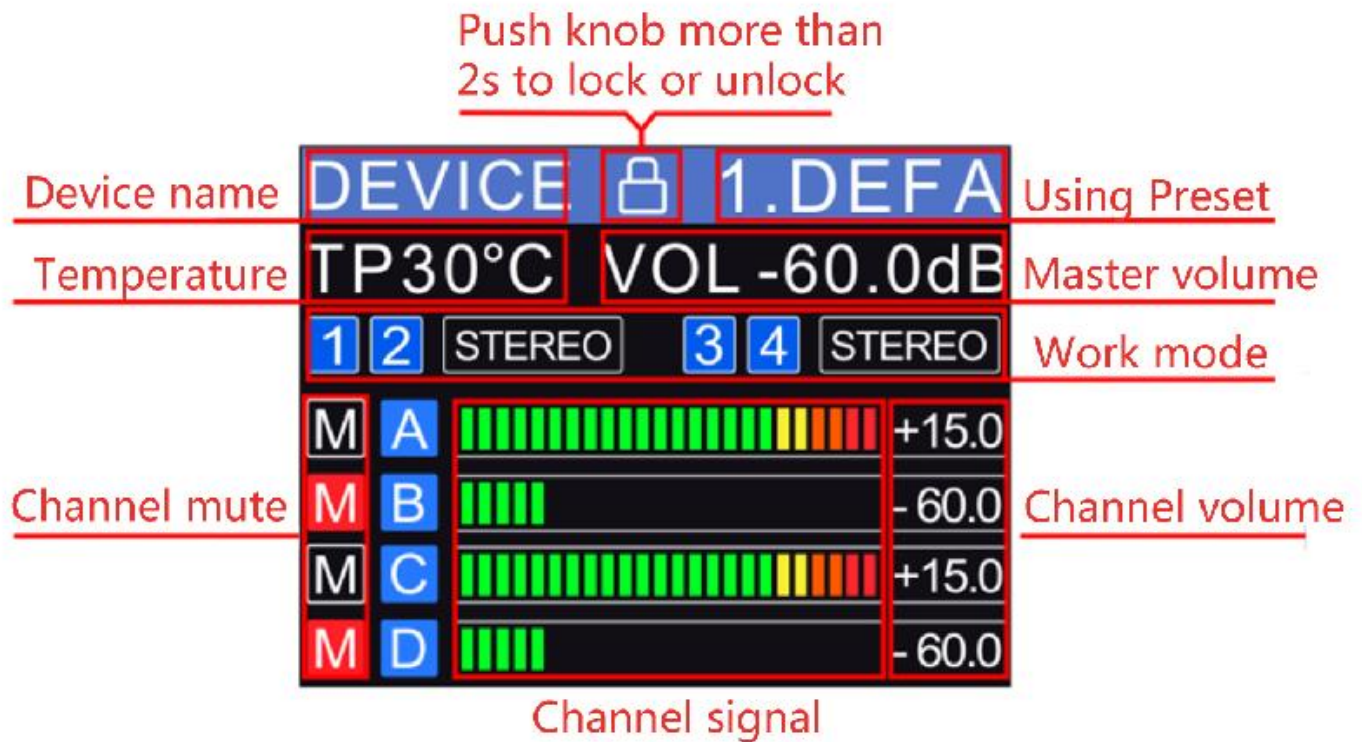 Push knob more than
2s to lock or unlock
Device name DEVICE 1.DEFA Using Preset
Temperature TP30°C VOL -60.0dB Master volume
1 2 STEREO 3 4 STEREO Work mode
M A +15.0
Channel mute M B -60.0 Channel volume
M C +15.0
M D -60.0
Channel signal